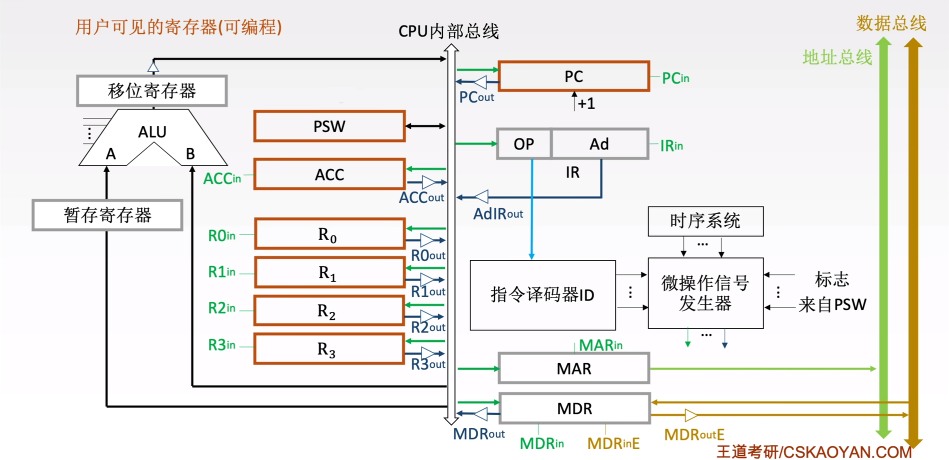 用户可见的寄存器(可编程)
CPU内部总线
数据总线
地址总线
移位寄存器
ALU
A
B
暂存寄存器
PSW
ACCin
ACC
ACCout
R0in
R0
R0out
R1in
R1
R1out
R2in
R2
R2out
R3in
R3
R3out
PC
PCin
PCout
+1
OP
Ad
IRin
IR
AdIRout
时序系统
...
指令译码器ID
...
微操作信号
发生器
...
标志
来自PSW
...
MARin
MAR
MDR
MDRout
MDRin
MDRinE
MDRoutE
王道考研/CSKAOYAN.COM